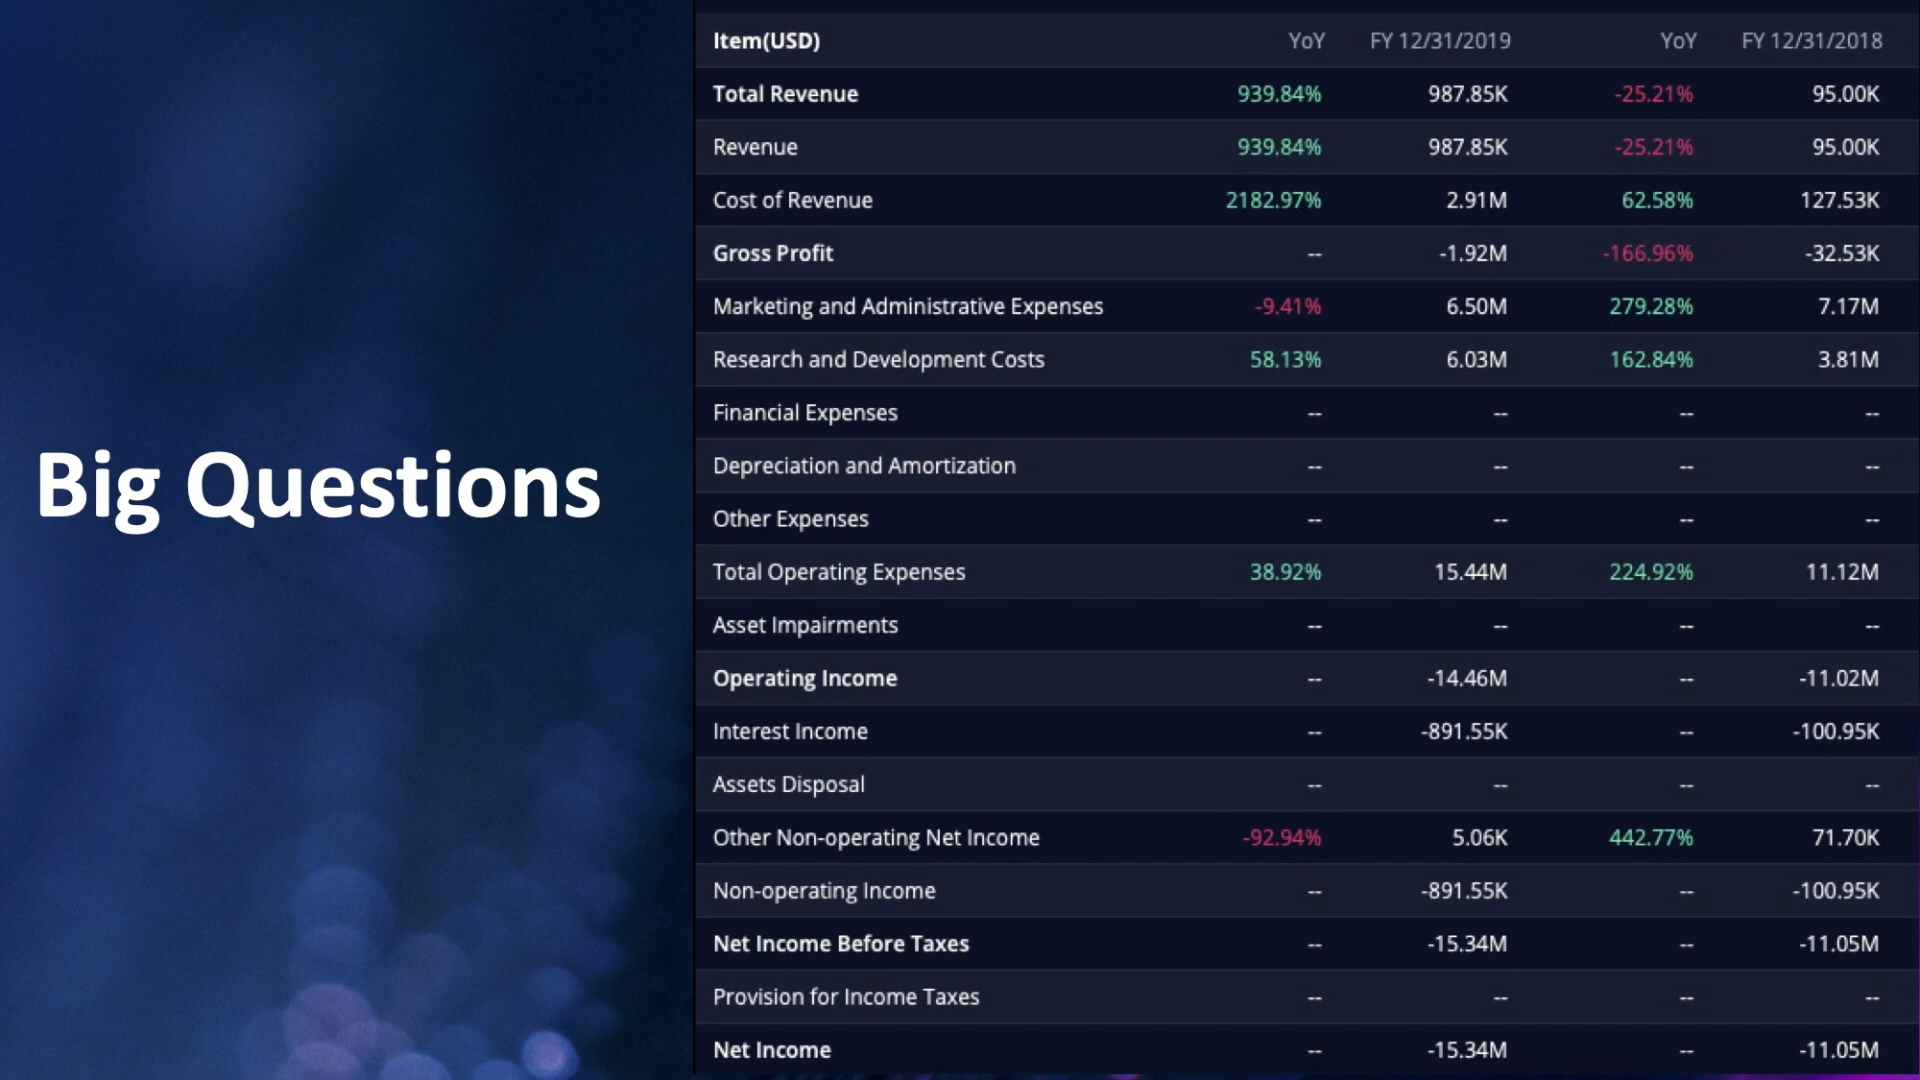 Big Questions
Item(USD) YoY FY 12/31/2019 YoY FY 12/31/2018
Total Revenue 939.84% 987.85K -25.21% 95.00K
Revenue 939.84% 987.85K -25.21% 95.00K
Cost of Revenue 2182.97% 2.91M 62.58% 127.53K
Gross Profit -- -1.92M -166.96% -32.53K
Marketing and Administrative Expenses -9.41% 6.50M 279.28% 7.17M
Research and Development Costs 58.13% 6.03M 162.84% 3.81M
Financial Expenses -- -- -- --
Depreciation and Amortization -- -- -- --
Other Expenses -- -- -- --
Total Operating Expenses 38.92% 15.44M 224.92% 11.12M
Asset Impairments -- -- -- --
Operating Income -- -14.46M -- -11.02M
Interest Income -- -891.55K -- -100.95K
Assets Disposal -- -- -- --
Other Non-operating Net Income -92.94% 5.06K 442.77% 71.70K
Non-operating Income -- -891.55K -- -100.95K
Net Income Before Taxes -- -15.34M -- -11.05M
Provision for Income Taxes -- -- -- --
Net Income -- -15.34M -- -11.05M